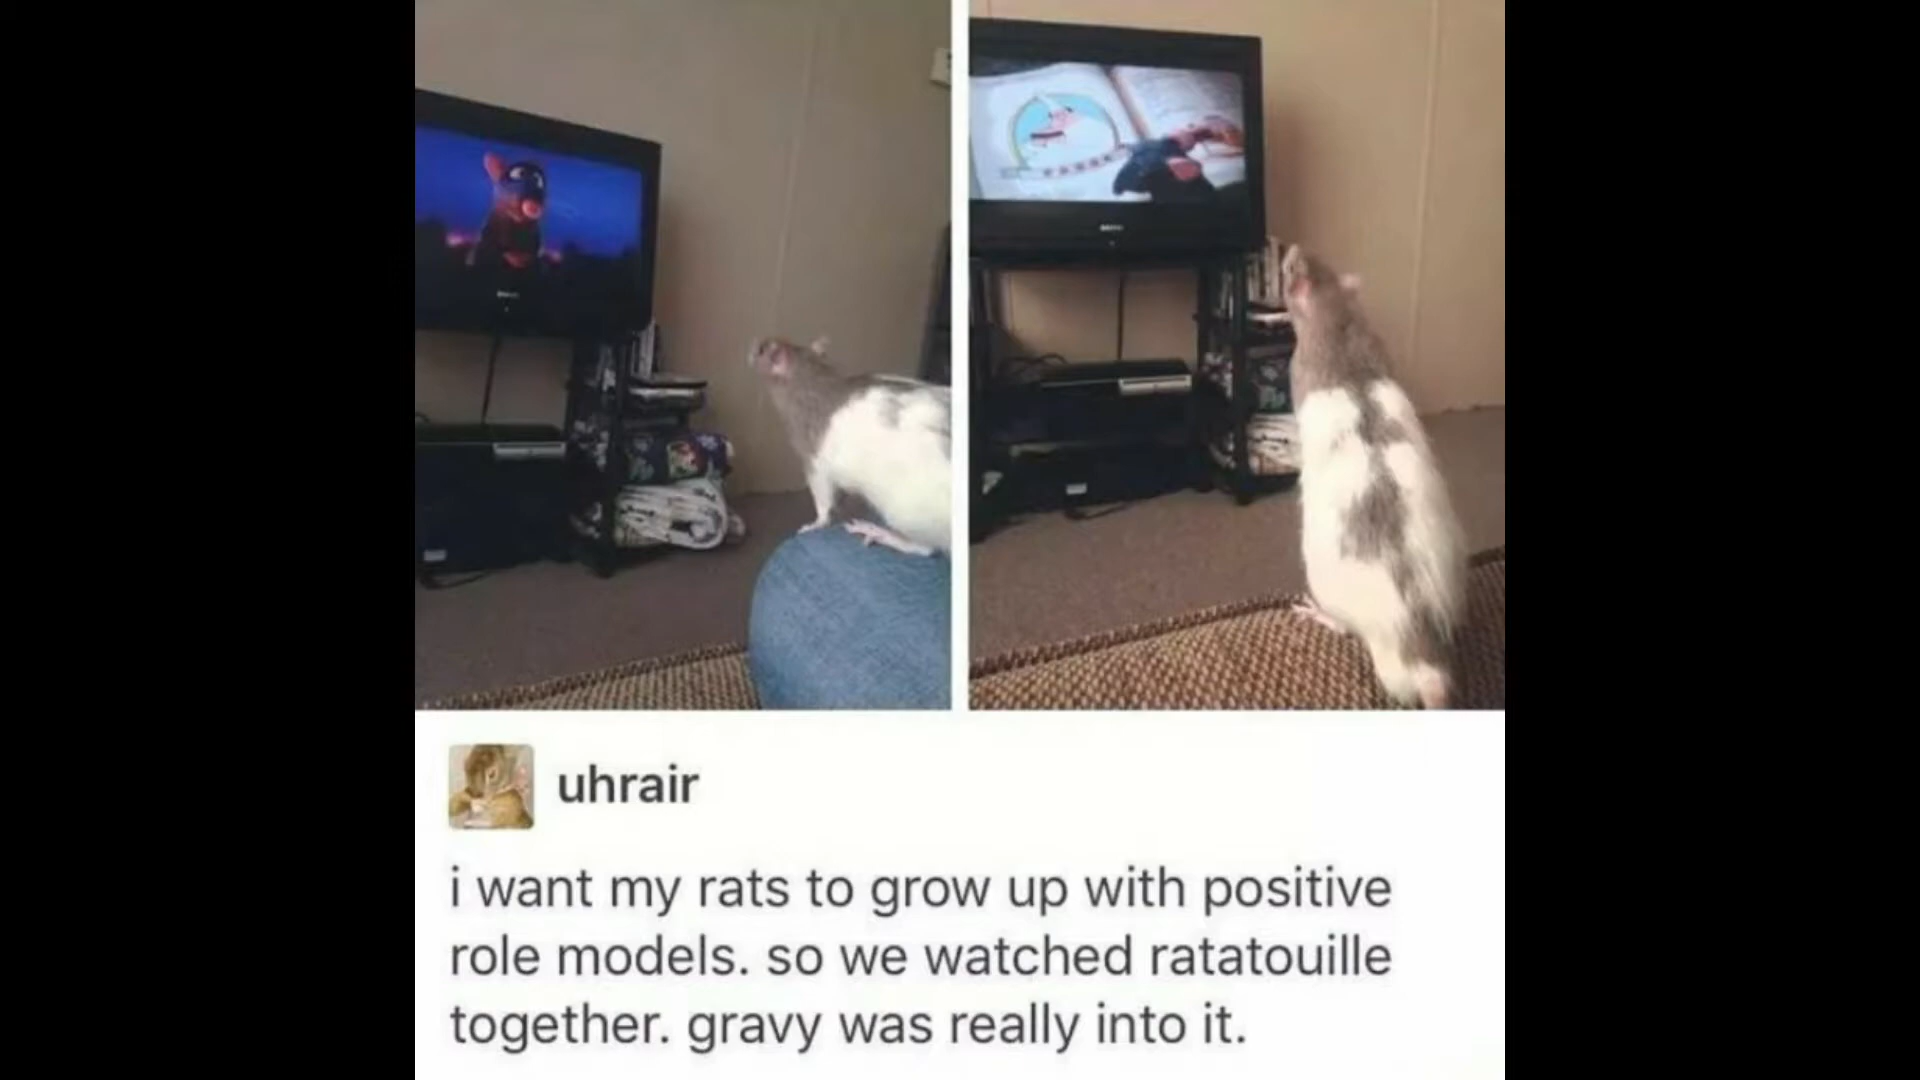 uhrair
i want my rats to grow up with positive
role models. so we watched ratatouille
together. gravy was really into it.